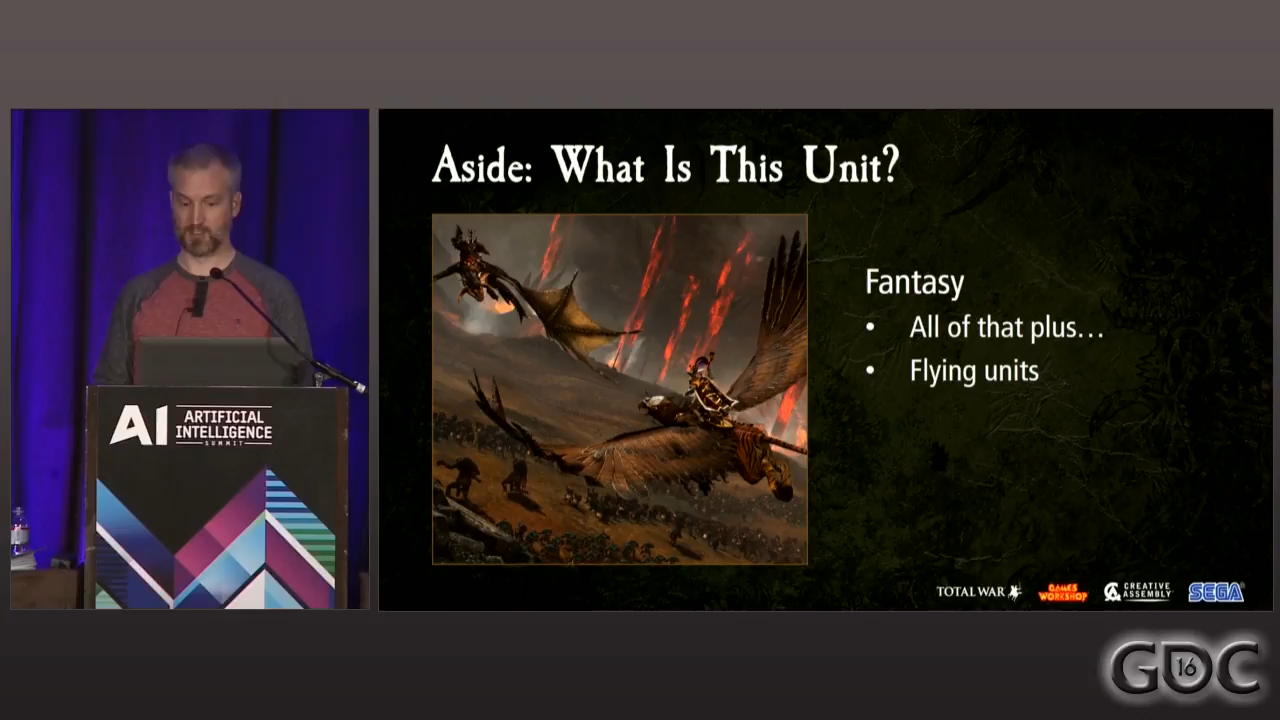 AI ARTIFICIAL
INTELLIGENCE
SUMMIT
Aside: What Is This Unit?
Fantasy
• All of that plus...
• Flying units
TOTAL WAR
GAMES
WORKSHOP
CREATIVE
ASSEMBLY
SEGA
GDC
16